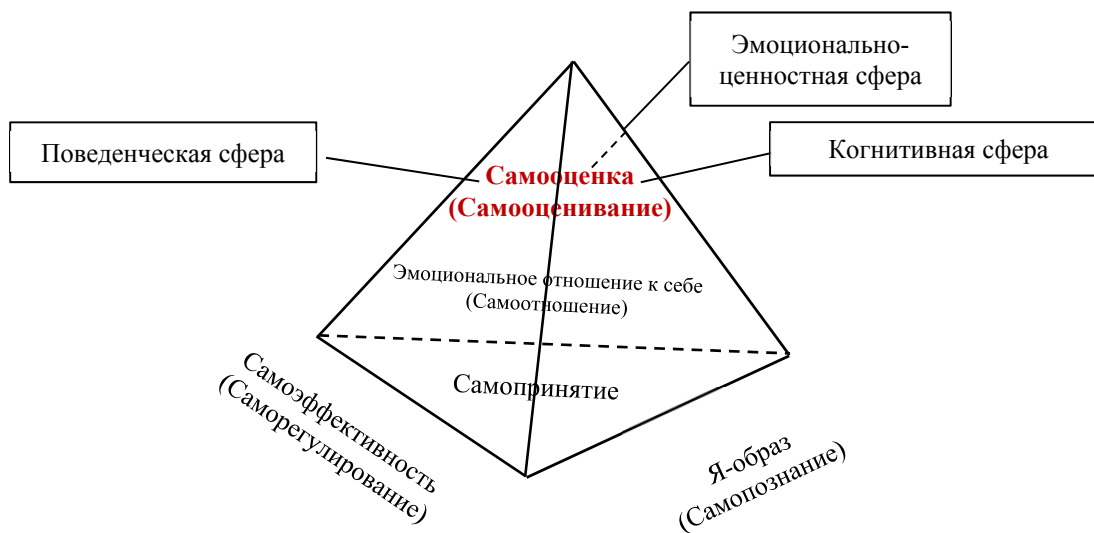 Эмоционально-
ценностная сфера
Поведенческая сфера
Когнитивная сфера
Самооценка
(Самооценивание)
Эмоциональное отношение к себе
(Самоотношение)
Самопринятие
Самоэффективность
(Саморегулирование)
Я-образ
(Самопознание)